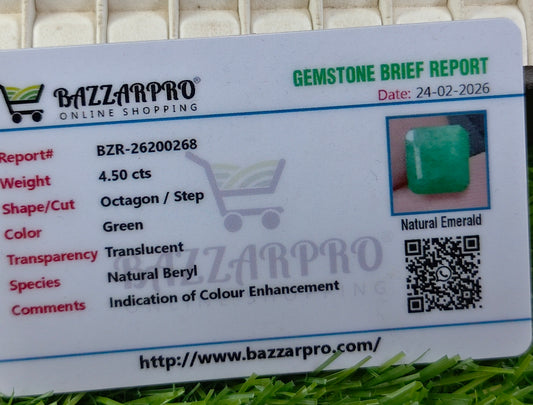 BAZZARPRO®
ONLINE SHOPPING
GEMSTONE BRIEF REPORT
Date: 24-02-2026
Report# BZR-26200268
Weight 4.50 cts
Shape/Cut Octagon / Step
Color Green
Transparency Translucent
Species Natural Beryl
Comments Indication of Colour Enhancement
Natural Emerald
BAZZARPRO
http://www.bazzarpro.com/